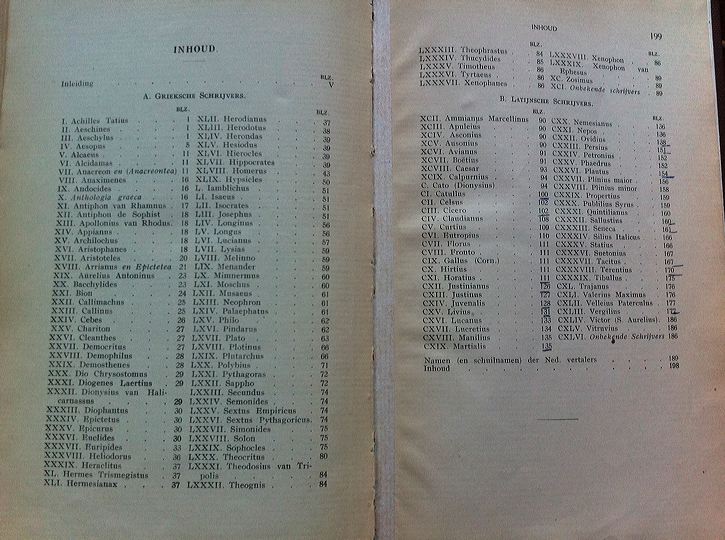 INHOUD.
BLZ.
Inleiding V
A. GRIEKSCHE SCHRIJVERS.
BLZ.
I. Achilles Tatius 1
II. Aeschines 1
III. Aeschylus 1
IV. Aesopus 5
V. Alcaeus 11
VI. Alcidamas 11
VII. Anacreon en (Anacreontea) 11
VIII. Anaximenes 16
IX. Andocides 16
X. Anthologia graeca 16
XI. Antiphon van Rhamnus 17
XII. Antiphon de Sophist 18
XIII. Apollonius van Rhodus 18
XIV. Appianus 18
XV. Archilochus 18
XVI. Aristophanes 18
XVII. Aristoteles 20
XVIII. Arrianus en Epictetea 21
XIX. Aurelius Antoninus 23
XX. Bacchylides 23
XXI. Bion 24
XXII. Callimachus 25
XXIII. Callinus 25
XXIV. Cebes 26
XXV. Chariton 27
XXVI. Cleanthes 27
XXVII. Democritus 27
XXVIII. Demophilus 28
XXIX. Demosthenes 28
XXX. Dio Chrysostomus 29
XXXI. Diogenes Laertius 29
XXXII. Dionysius van Hali-
carnassus 29
XXXIII. Diophantus 30
XXXIV. Epictetus 30
XXXV. Epicurus 30
XXXVI. Euclides 30
XXXVII. Euripides 33
XXXVIII. Heliodorus 36
XXXIX. Heraclitus 37
XL. Hermes Trismegistus 37
XLI. Hermesianax 37
BLZ.
XLII. Herodianus 37
XLIII. Herodotus 38
XLIV. Herondas 39
XLV. Hesiodus 39
XLVI. Hierocles 39
XLVII. Hippocrates 39
XLVIII. Homerus 43
XLIX. Hypsicles 50
L. Iamblichus 51
LI. Isaeus 51
LII. Isocrates 51
LIII. Josephus 51
LIV. Longinus 56
LV. Longus 56
LVI. Lucianus 57
LVII. Lysias 59
LVIII. Melinno 59
LIX. Menander 59
LX. Mimnermus 60
LXI. Moschus 60
LXII. Musaeus 61
LXIII. Neophron 61
LXIV. Palaephatus 61
LXV. Philo 62
LXVI. Pindarus 62
LXVII. Plato 63
LXVIII. Plotinus 66
LXIX. Plutarchus 66
LXX. Polybius 71
LXXI. Pythagoras 72
LXXII. Sappho 72
LXXIII. Secundus 74
LXXIV. Semonides 74
LXXV. Sextus Empiricus 74
LXXVI. Sextus Pythagoricus. 74
LXXVII. Simonides 75
LXXVIII. Solon 75
LXXIX. Sophocles 75
LXXX. Theocritus 80
LXXXI. Theodosius van Tri-
polis 84
LXXXII. Theognis 84
INHOUD
199
BLZ.
LXXXIII. Theophrastus 84
LXXXIV. Thucydides 85
LXXXV. Timotheus 86
LXXXVI. Tyrtaeus 86
LXXXVII. Xenophanes 86
BLZ.
LXXXVIII. Xenophon 86
LXXXIX. Xenophon van
Ephesus 89
XC. Zosimus 89
XCI. Onbekende schrijvers 89
B. LATIJNSCHE SCHRIJVERS.
BLZ.
XCII. Ammianus Marcellinus 90
XCIII. Apuleius 90
XCIV. Asconius 90
XCV. Ausonius 90
XCVI. Avianus 91
XCVII. Boëtius 91
XCVIII. Caesar 93
XCIX. Calpurnius 94
C. Cato (Dionysius) 94
CI. Catullus 100
CII. Celsus 102
CIII. Cicero 102
CIV. Claudianus 108
CV. Curtius 109
CVI. Eutropius 110
CVII. Florus 111
CVIII. Fronto 111
CIX. Gallus (Corn.) 111
CX. Hirtius 111
CXI. Horatius 111
CXII. Justinianus 126
CXIII. Justinus 127
CXIV. Juvenalis 128
CXV. Livius 131
CXVI. Lucanus 133
CXVII. Lucretius 134
CXVIII. Manilius 135
CXIX. Martialis 135
BLZ.
CXX. Nemesianus 136
CXXI. Nepos 136
CXXII. Ovidius 138
CXXIII. Persius 151
CXXIV. Petronius 152
CXXV. Phaedrus 152
CXXVI. Plautus 154
CXXVII. Plinius maior 156
CXXVIII. Plinius minor 158
CXXIX. Propertius 159
CXXX. Publilius Syrus 159
CXXXI. Quintilianus 160
CXXXII. Sallustius 160
CXXXIII. Seneca 161
CXXXIV. Silius Italicus 166
CXXXV. Statius 166
CXXXVI. Suetonius 167
CXXXVII. Tacitus 167
CXXXVIII. Terentius 170
CXXXIX. Tibullus 175
CXL. Trajanus 176
CXLI. Valerius Maximus 176
CXLII. Velleius Paterculus 177
CXLIII. Vergilius 177
CXLIV. Victor (S. Aurelius) 186
CXLV. Vitruvius 186
CXLVI. Onbekende Schrijvers 186
Namen (en schuilnamen) der Ned. vertalers 189
Inhoud 198